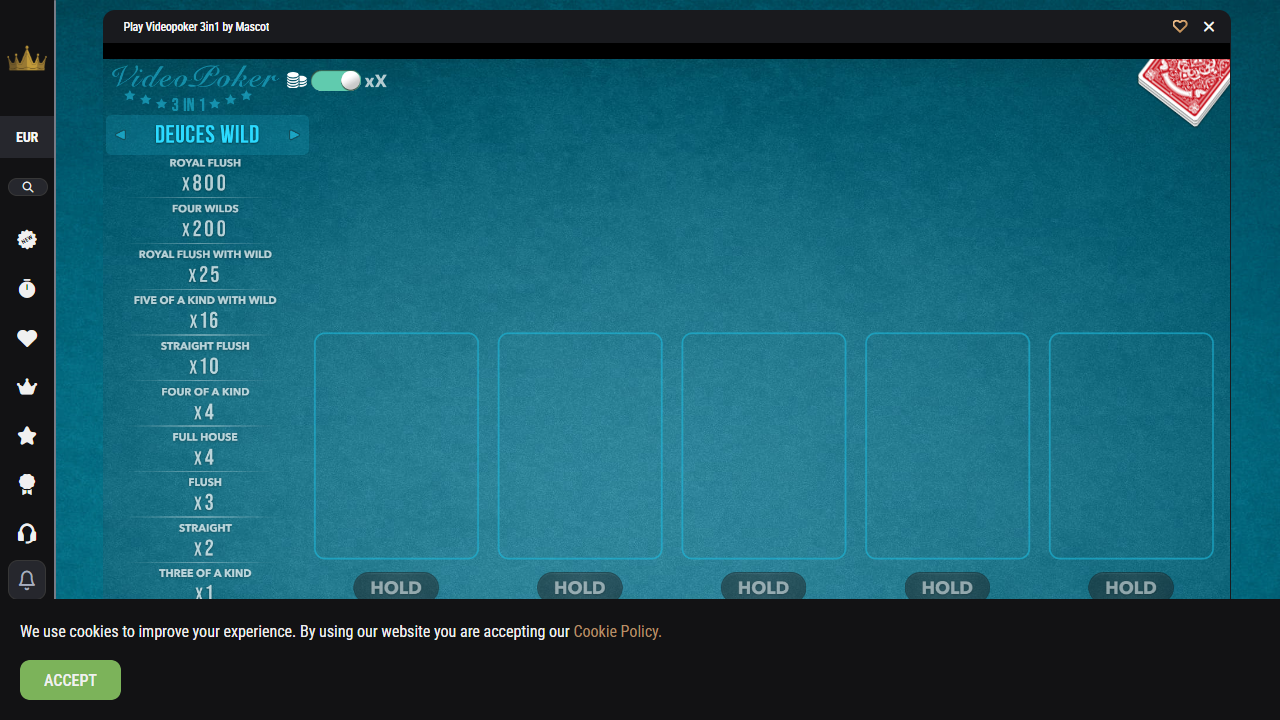 Play Videopoker 3in1 by Mascot
EUR
NEW
VideoPoker
3 IN 1
xX
DEUCES WILD
ROYAL FLUSH
x800
FOUR WILDS
x200
ROYAL FLUSH WITH WILD
x25
FIVE OF A KIND WITH WILD
x16
STRAIGHT FLUSH
x10
FOUR OF A KIND
x4
FULL HOUSE
x4
FLUSH
x3
STRAIGHT
x2
THREE OF A KIND
x1
HOLD HOLD HOLD HOLD HOLD
We use cookies to improve your experience. By using our website you are accepting our Cookie Policy.
ACCEPT